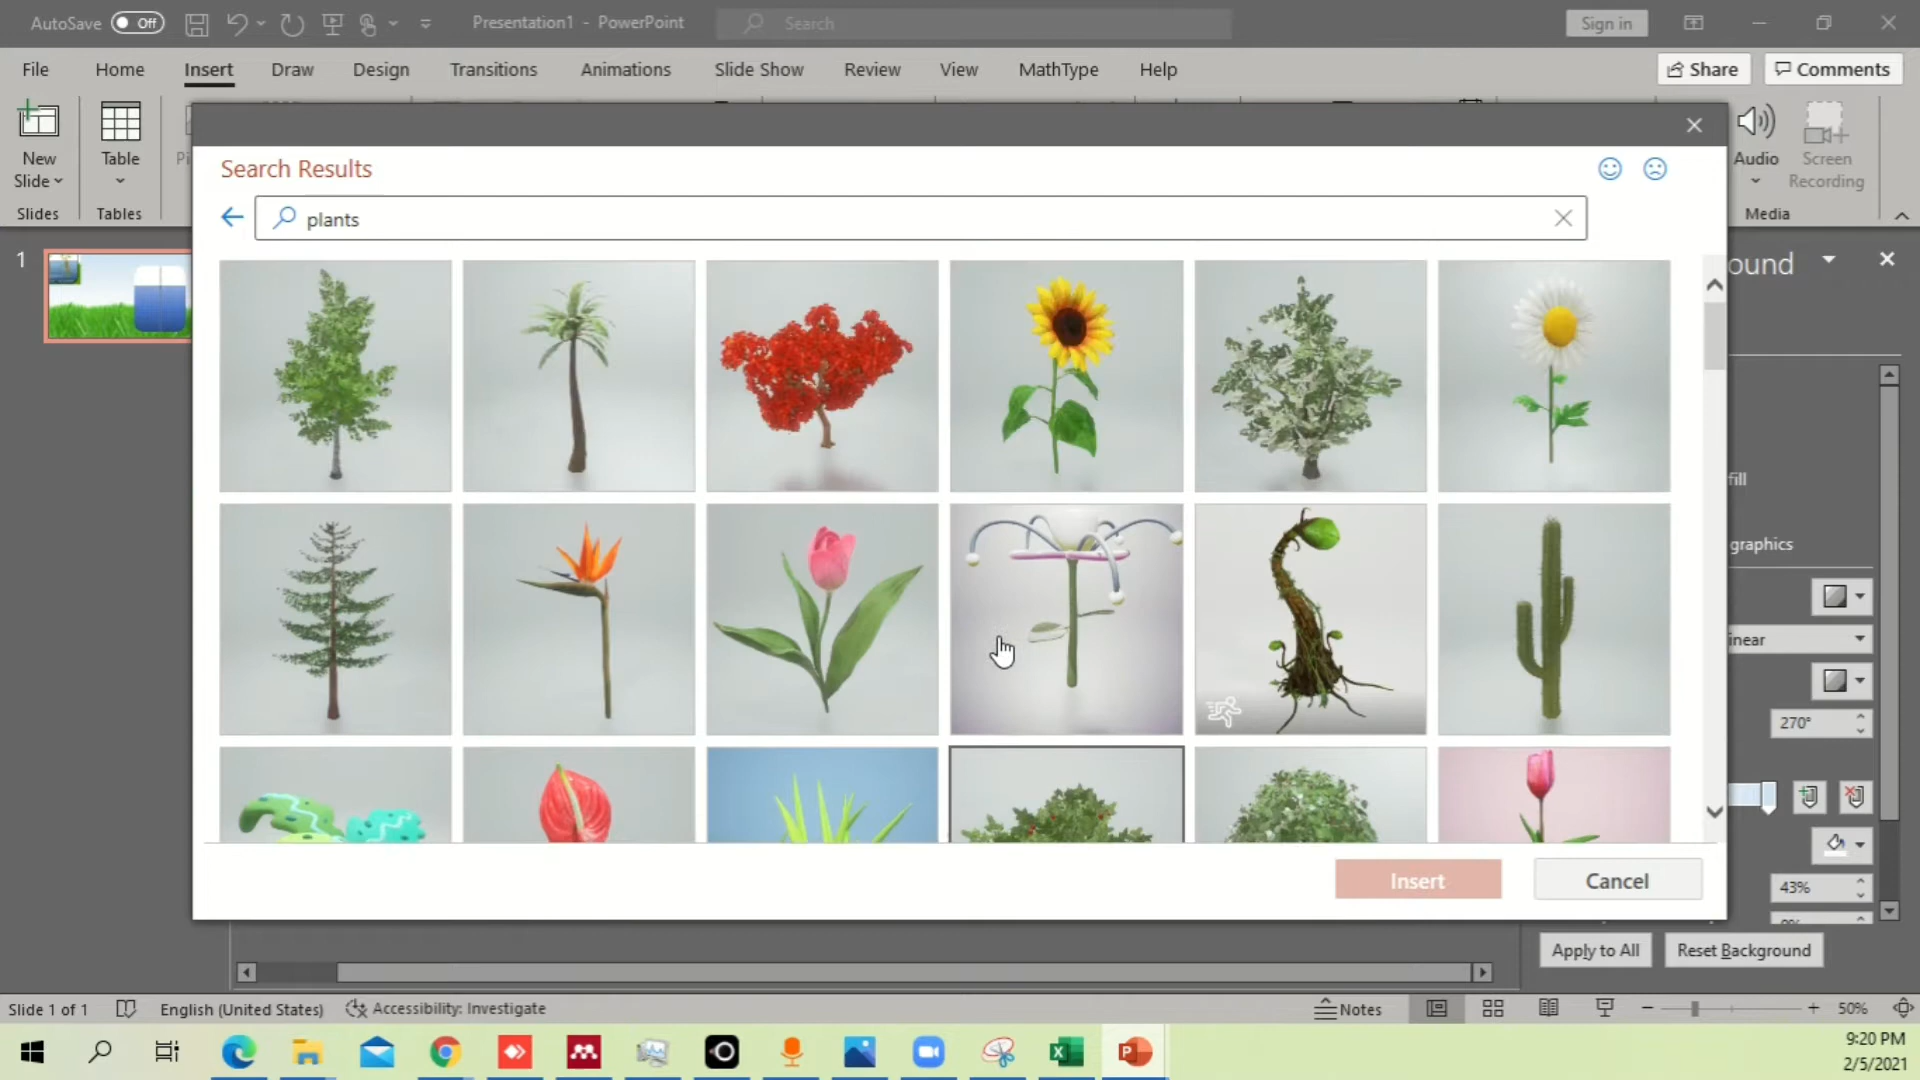 AutoSave Off
Presentation1 - PowerPoint
Search
Sign in
File Home Insert Draw Design Transitions Animations Slide Show Review View MathType Help
Share Comments
New Slide
Slides
Table
Tables
Audio
Screen Recording
Media
Search Results
plants
1
ound
fill
graphics
inear
270°
43%
0%
Insert Cancel
Apply to All Reset Background
Slide 1 of 1 English (United States) Accessibility: Investigate Notes 50%
9:20 PM
2/5/2021